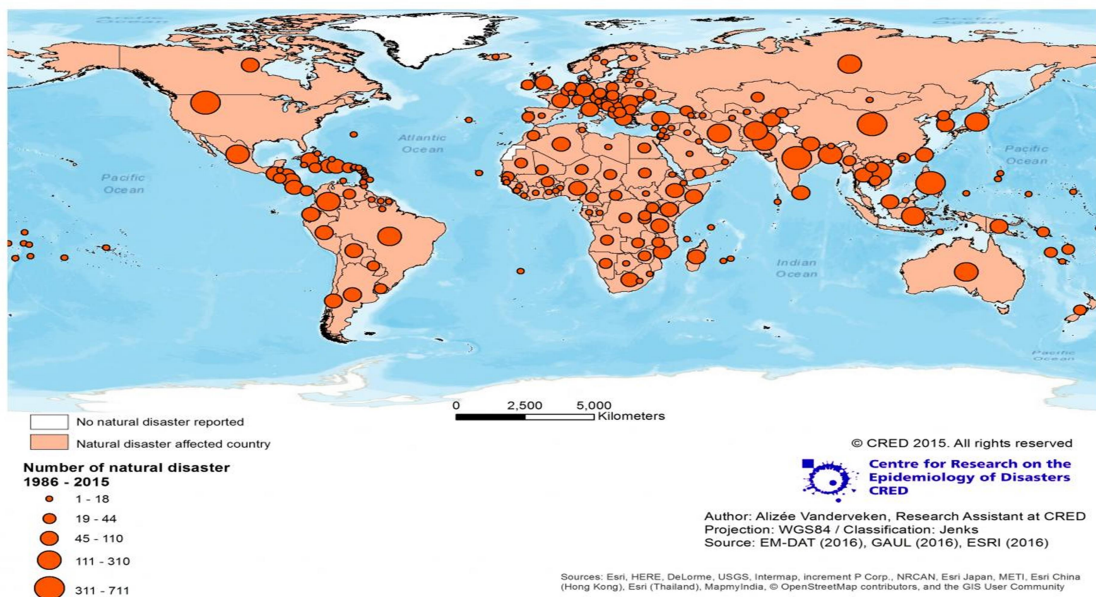 Arctic Ocean
Arctic Ocean
Atlantic
Ocean
Pacific
Ocean
Pacific
Ocean
Indian
Ocean
Pacific
Ocean
0 2,500 5,000
Kilometers
No natural disaster reported
Natural disaster affected country
Number of natural disaster
1986 - 2015
1 - 18
19 - 44
45 - 110
111 - 310
311 - 711
© CRED 2015. All rights reserved
Centre for Research on the
Epidemiology of Disasters
CRED
Author: Alizée Vanderveken, Research Assistant at CRED
Projection: WGS84 / Classification: Jenks
Source: EM-DAT (2016), GAUL (2016), ESRI (2016)
Sources: Esri, HERE, DeLorme, USGS, Intermap, increment P Corp., NRCAN, Esri Japan, METI, Esri China
(Hong Kong), Esri (Thailand), MapmyIndia, © OpenStreetMap contributors, and the GIS User Community